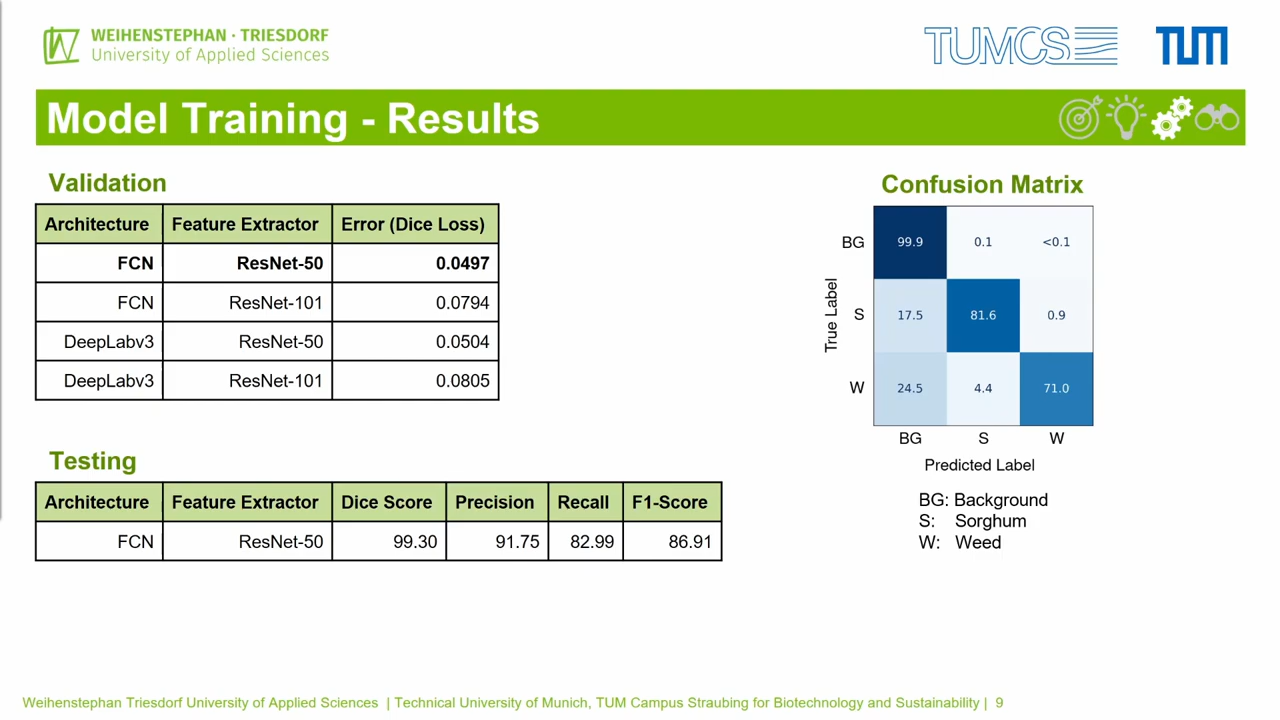 WEIHENSTEPHAN · TRIESDORF
University of Applied Sciences
TUMCS
TUM
Model Training - Results
Validation
Architecture Feature Extractor Error (Dice Loss)
FCN ResNet-50 0.0497
FCN ResNet-101 0.0794
DeepLabv3 ResNet-50 0.0504
DeepLabv3 ResNet-101 0.0805
Testing
Architecture Feature Extractor Dice Score Precision Recall F1-Score
FCN ResNet-50 99.30 91.75 82.99 86.91
Confusion Matrix
True Label
BG 99.9 0.1 <0.1
S 17.5 81.6 0.9
W 24.5 4.4 71.0
BG S W
Predicted Label
BG: Background
S: Sorghum
W: Weed
Weihenstephan Triesdorf University of Applied Sciences | Technical University of Munich, TUM Campus Straubing for Biotechnology and Sustainability | 9